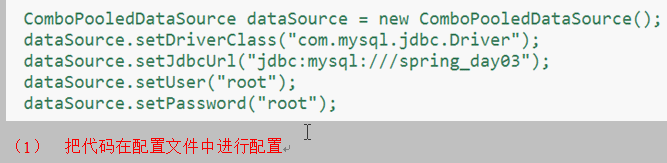 ComboPooledDataSource dataSource = new ComboPooledDataSource();
dataSource.setDriverClass("com.mysql.jdbc.Driver");
dataSource.setJdbcUrl("jdbc:mysql:///spring_day03");
dataSource.setUser("root");
dataSource.setPassword("root");
（1） 把代码在配置文件中进行配置